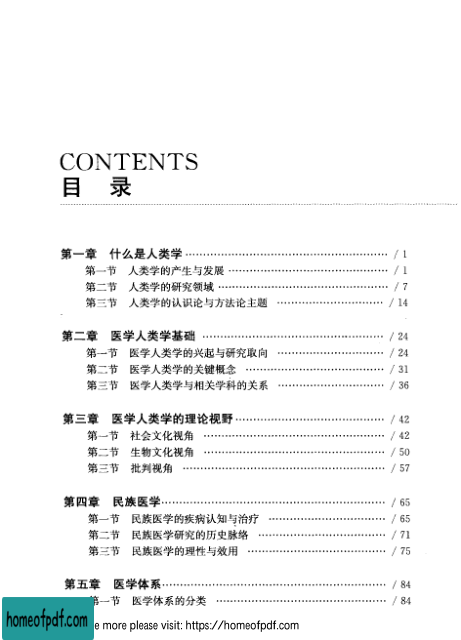 CONTENTS
目 录
第一章 什么是人类学 ………………………………………… / 1
第一节 人类学的产生与发展 ………………………………… / 1
第二节 人类学的研究领域 …………………………………… / 7
第三节 人类学的认识论与方法论主题 ……………………… / 14
第二章 医学人类学基础 ……………………………………… / 24
第一节 医学人类学的兴起与研究取向 ……………………… / 24
第二节 医学人类学的关键概念 ……………………………… / 31
第三节 医学人类学与相关学科的关系 ……………………… / 36
第三章 医学人类学的理论视野 ……………………………… / 42
第一节 社会文化视角 ………………………………………… / 42
第二节 生物文化视角 ………………………………………… / 50
第三节 批判视角 ……………………………………………… / 57
第四章 民族医学 ……………………………………………… / 65
第一节 民族医学的疾病认知与治疗 ………………………… / 65
第二节 民族医学研究的历史脉络 …………………………… / 71
第三节 民族医学的理性与效用 ……………………………… / 75
第五章 医学体系 ……………………………………………… / 84
第一节 医学体系的分类 ……………………………………… / 84
homeofpdf.com
e more please visit: https://homeofpdf.com